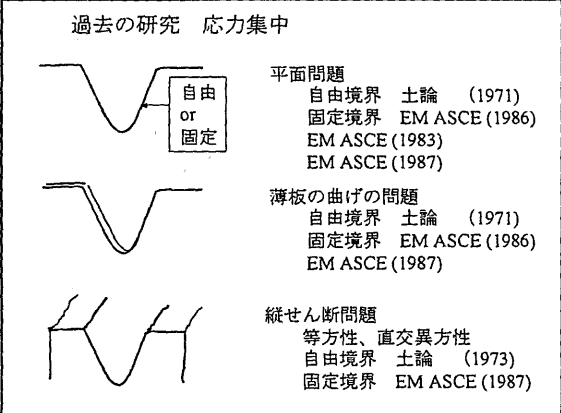 過去の研究　応力集中
自由
or
固定
平面問題
自由境界　土論　(1971)
固定境界　EM ASCE (1986)
EM ASCE (1983)
EM ASCE (1987)
薄板の曲げの問題
自由境界　土論　(1971)
固定境界　EM ASCE (1986)
EM ASCE (1987)
縦せん断問題
等方性、直交異方性
自由境界　土論　(1973)
固定境界　EM ASCE (1987)